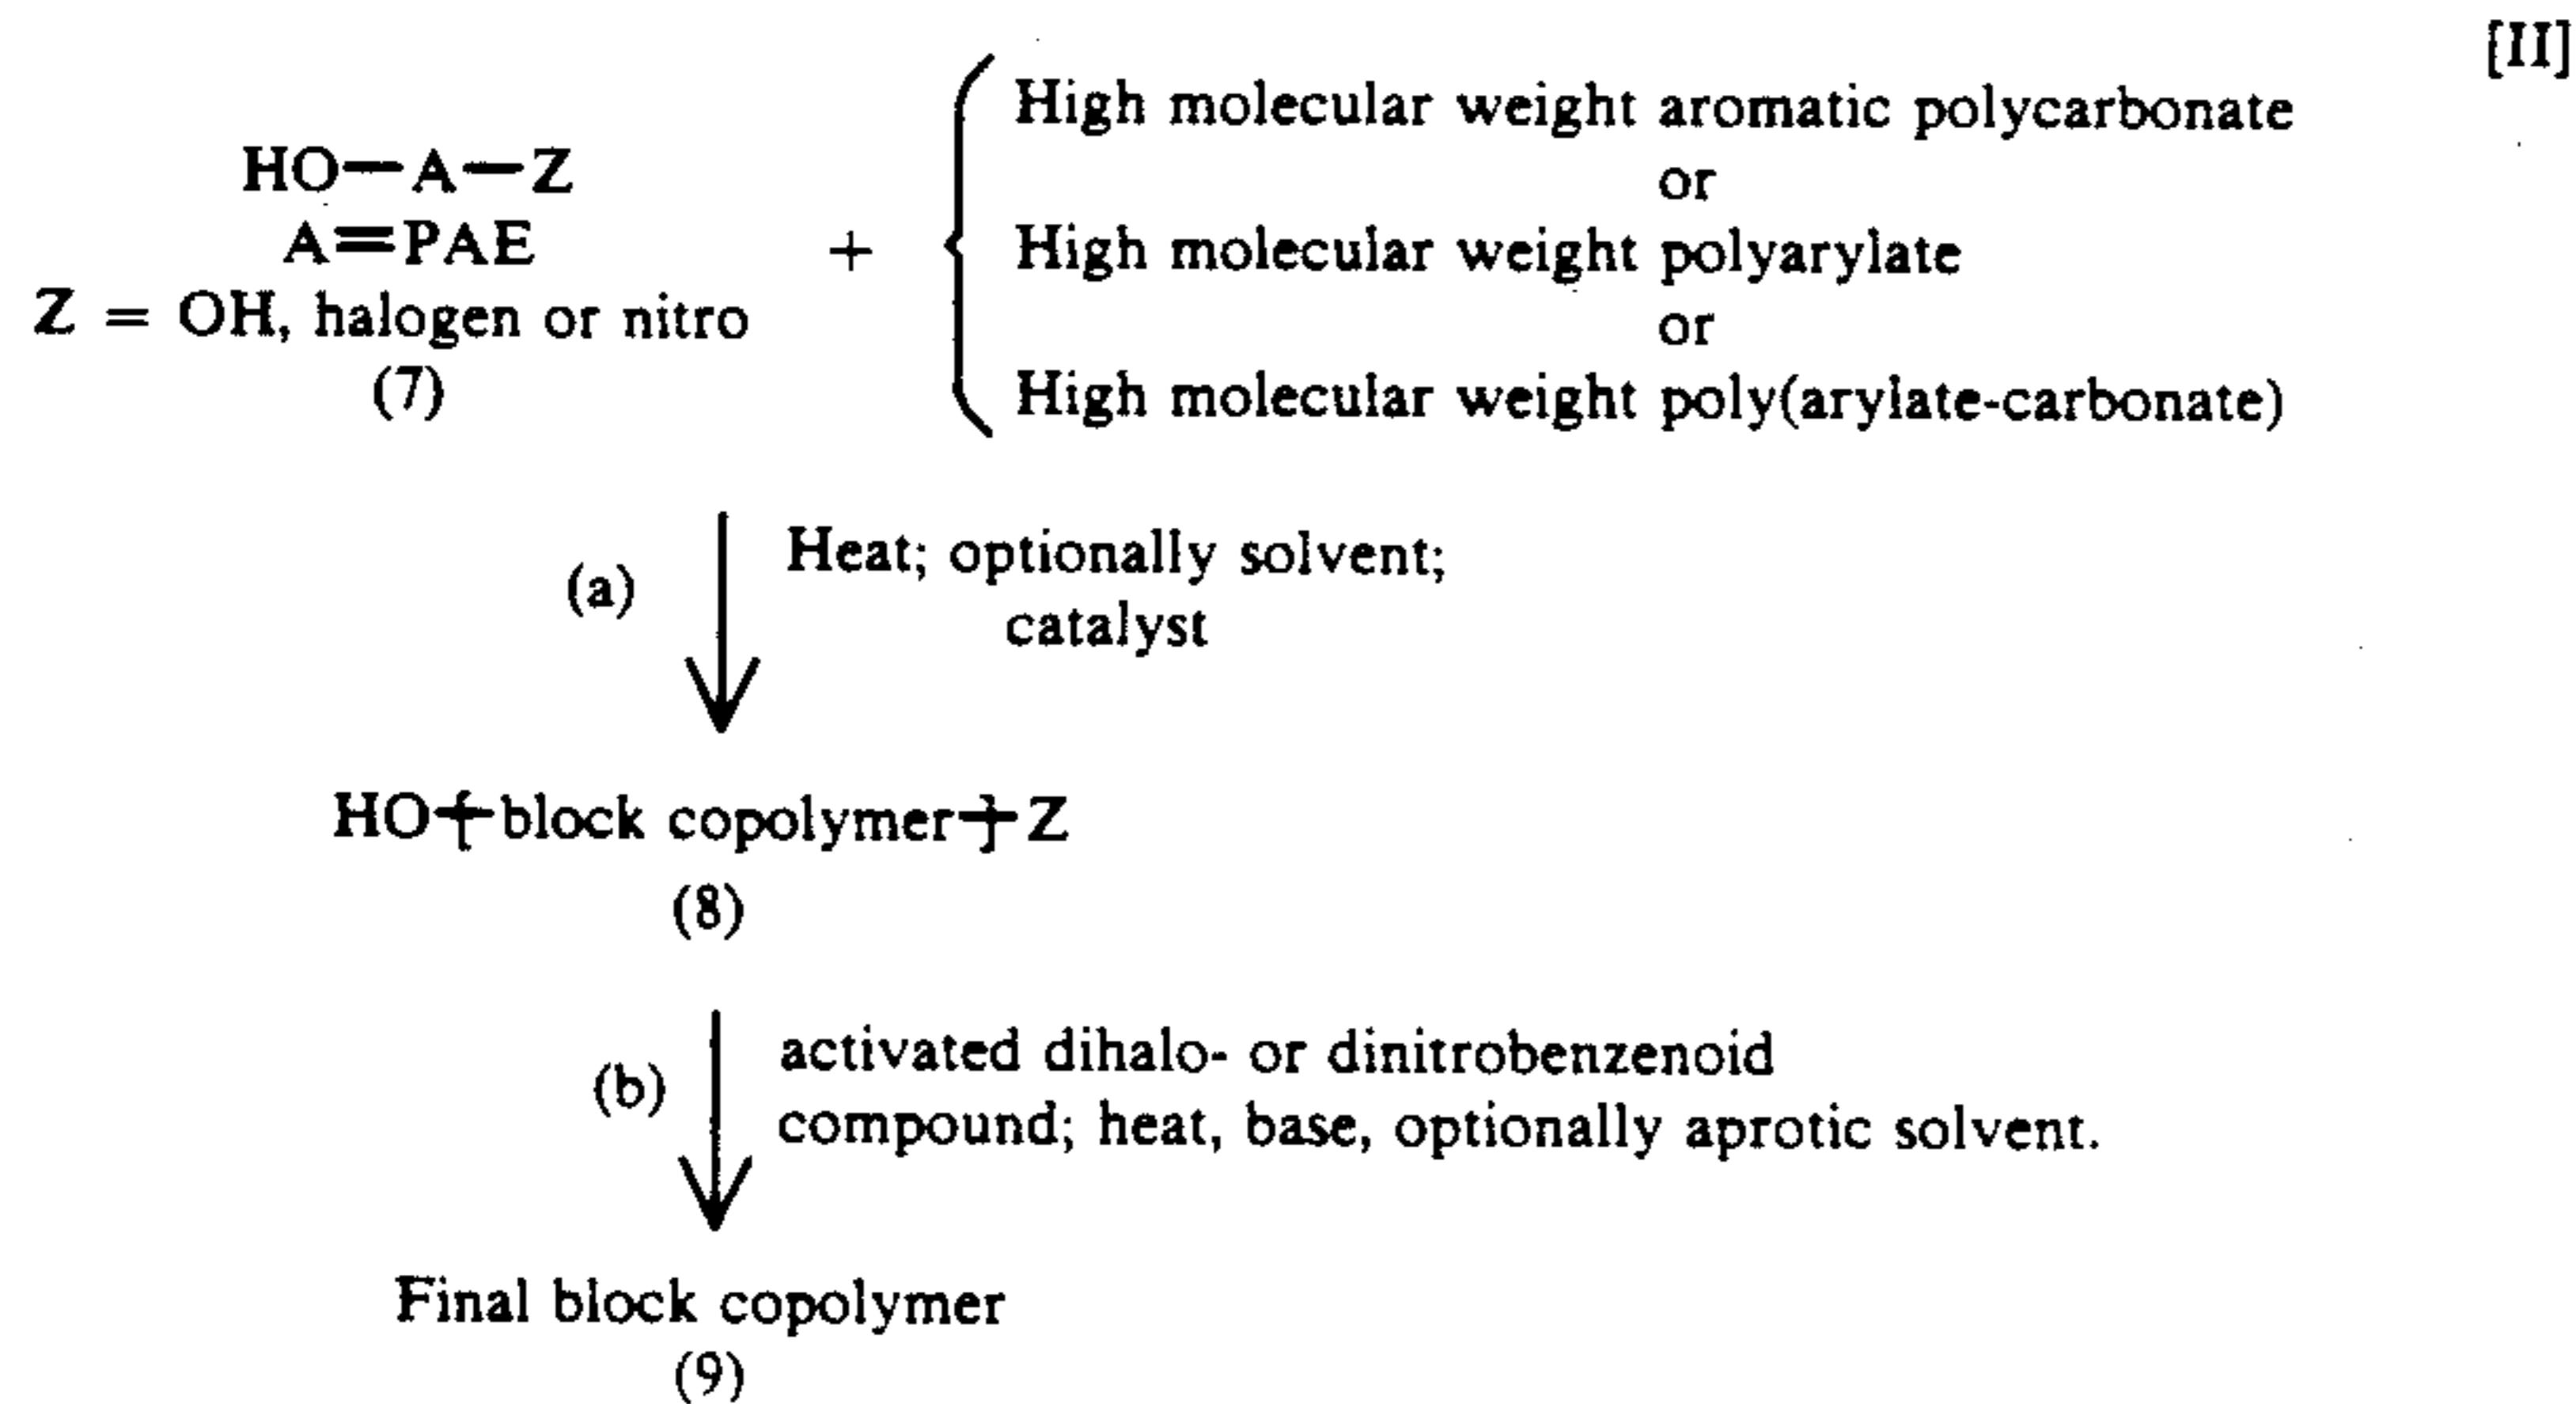 [II]
HO—A—Z
A=PAE
Z = OH, halogen or nitro
(7)
+
High molecular weight aromatic polycarbonate
or
High molecular weight polyarylate
or
High molecular weight poly(arylate-carbonate)
(a)
Heat; optionally solvent;
catalyst
HO-[-block copolymer-]-Z
(8)
(b)
activated dihalo- or dinitrobenzenoid
compound; heat, base, optionally aprotic solvent.
Final block copolymer
(9)